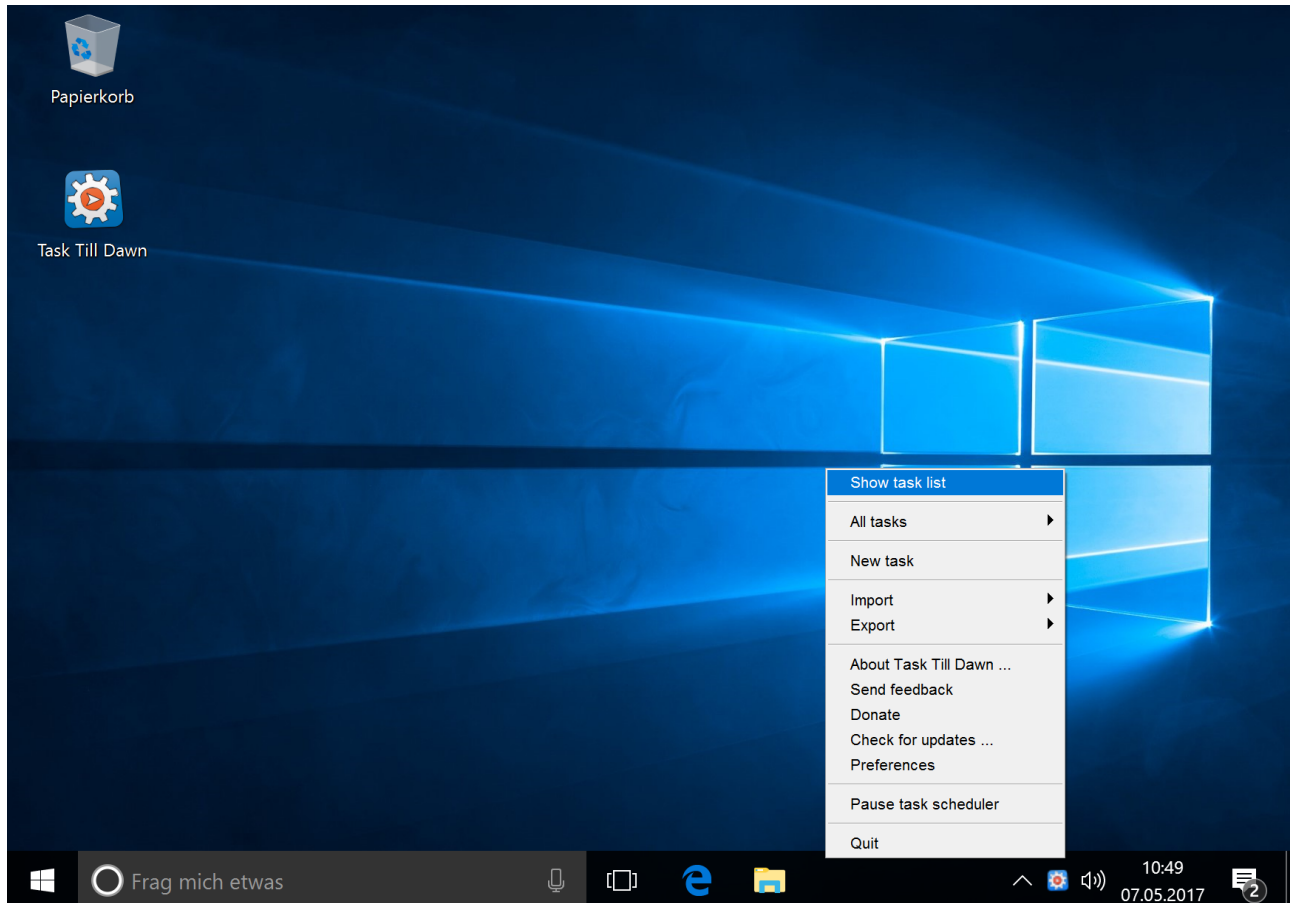 Papierkorb
Task Till Dawn
Show task list
All tasks
New task
Import
Export
About Task Till Dawn ...
Send feedback
Donate
Check for updates ...
Preferences
Pause task scheduler
Quit
Frag mich etwas
10:49
07.05.2017
2